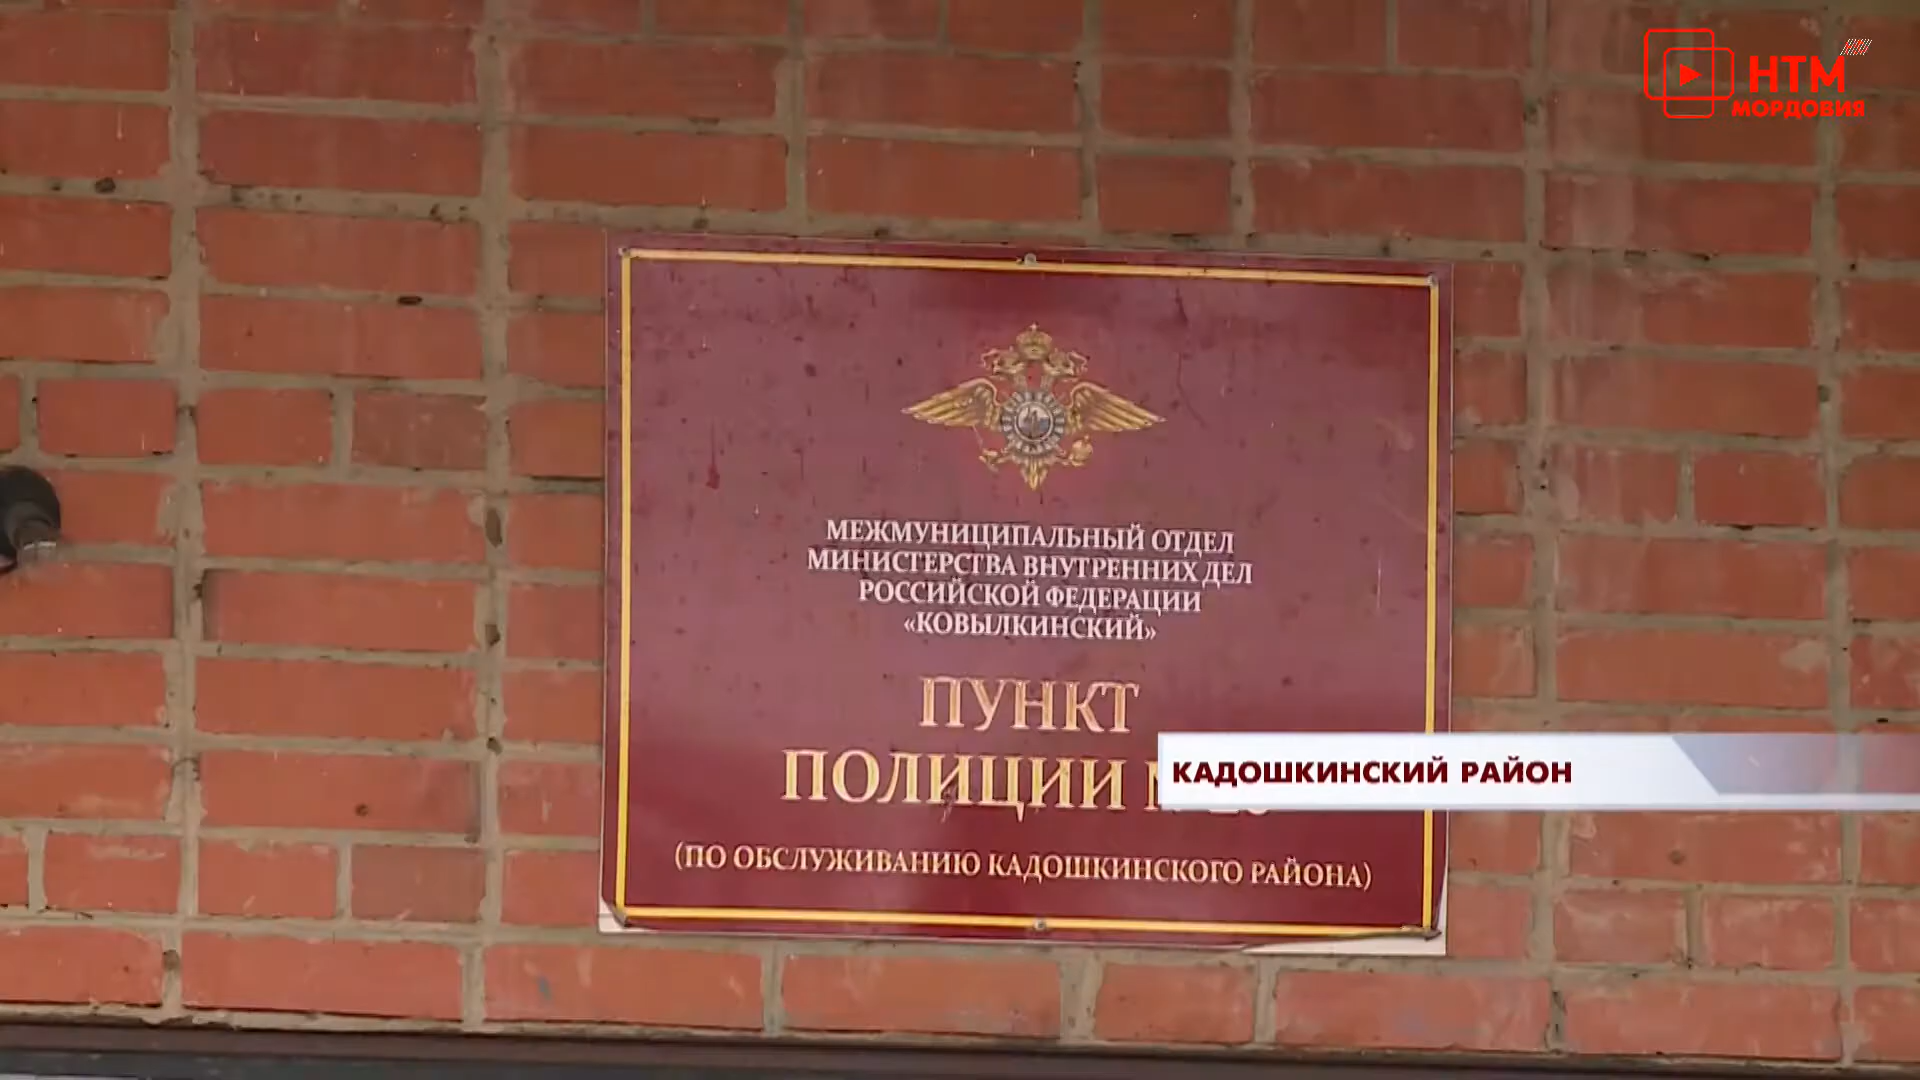 НТМ
МОРДОВИЯ
МЕЖМУНИЦИПАЛЬНЫЙ ОТДЕЛ
МИНИСТЕРСТВА ВНУТРЕННИХ ДЕЛ
РОССИЙСКОЙ ФЕДЕРАЦИИ
«КОВЫЛКИНСКИЙ»
ПУНКТ
ПОЛИЦИИ
КАДОШКИНСКИЙ РАЙОН
(ПО ОБСЛУЖИВАНИЮ КАДОШКИНСКОГО РАЙОНА)